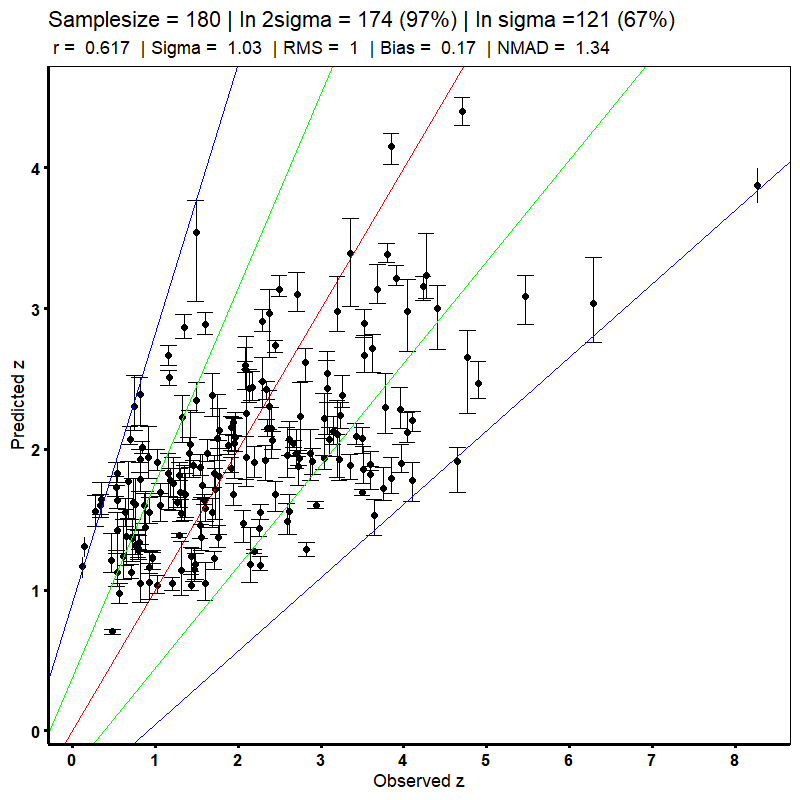 Samplesize = 180 | In 2sigma = 174 (97%) | In sigma =121 (67%)
r = 0.617 | Sigma = 1.03 | RMS = 1 | Bias = 0.17 | NMAD = 1.34
4
3
2
1
0
Predicted z
0 1 2 3 4 5 6 7 8
Observed z